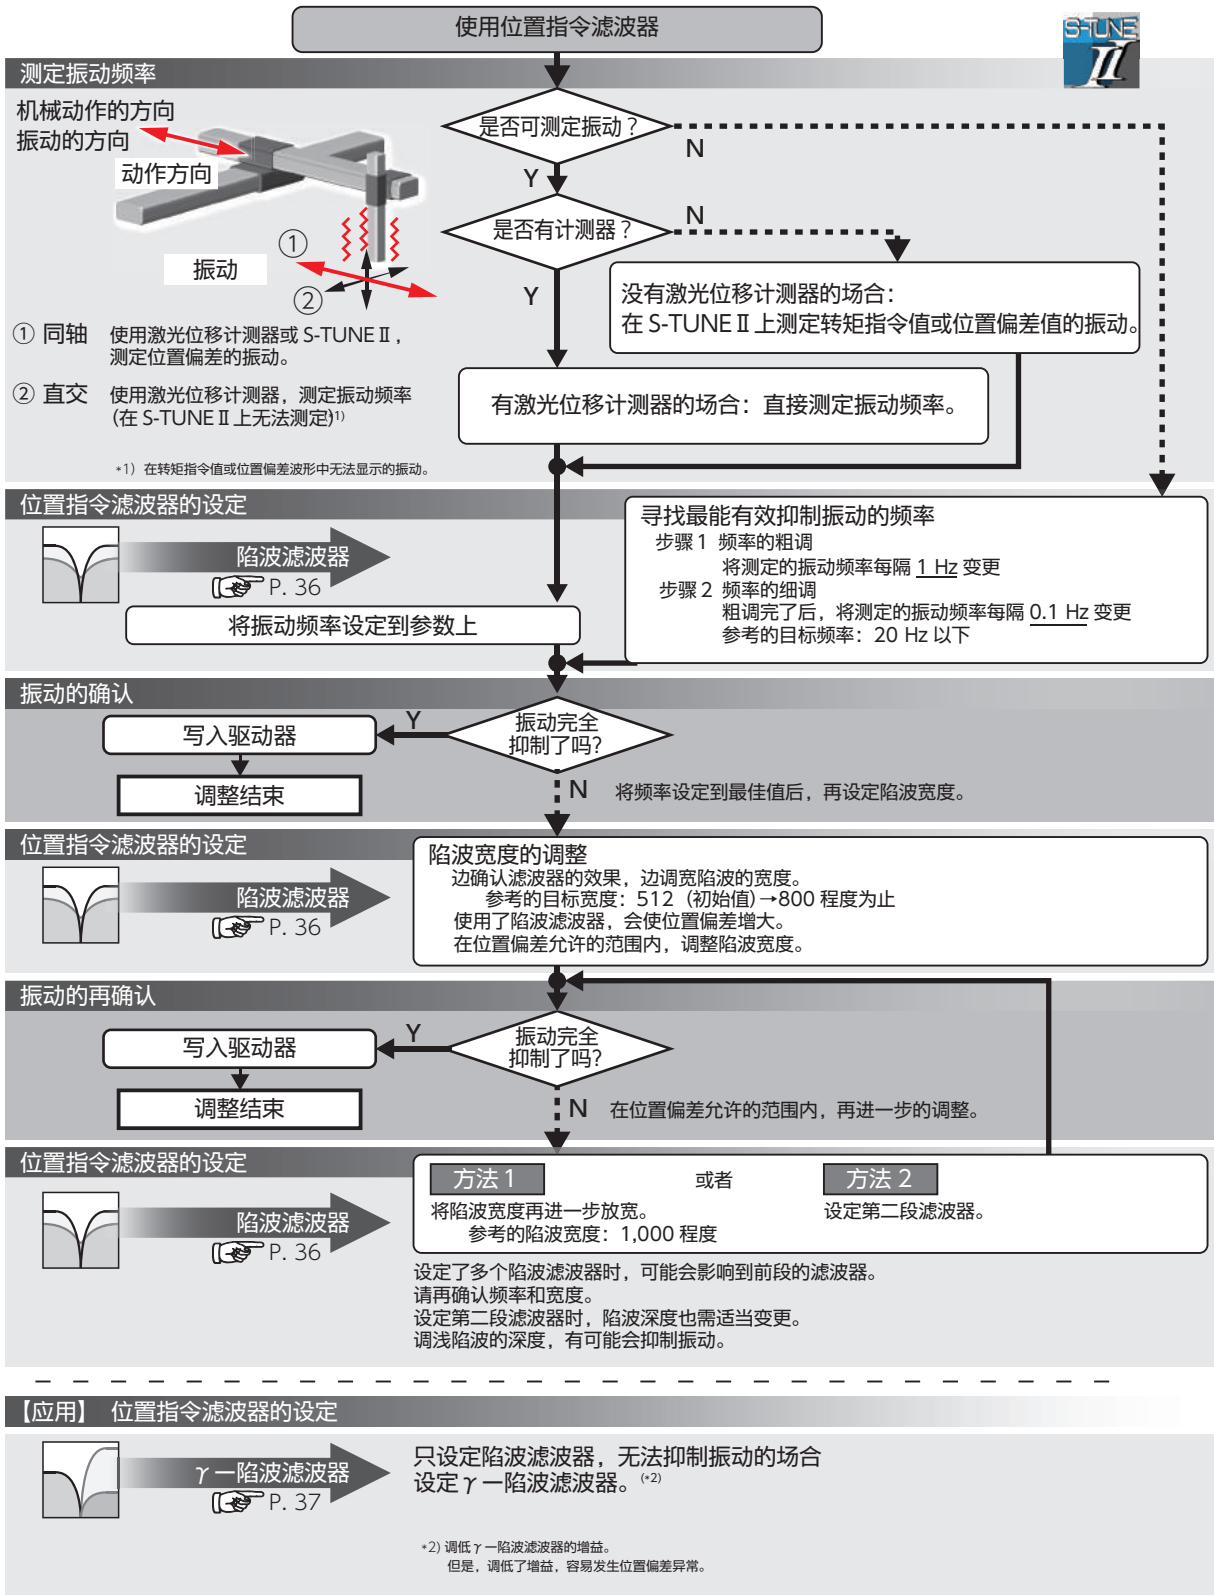 使用位置指令滤波器
S-TUNE
II
测定振动频率
机械动作的方向
振动的方向
动作方向
振动
①
②
① 同轴 使用激光位移计测器或 S-TUNE Ⅱ，
测定位置偏差的振动。
② 直交 使用激光位移计测器，测定振动频率
(在 S-TUNE Ⅱ 上无法测定)*1)
*1) 在转矩指令值或位置偏差波形中无法显示的振动。
是否可测定振动？
N
Y
是否有计测器？
N
Y
没有激光位移计测器的场合：
在 S-TUNE Ⅱ 上测定转矩指令值或位置偏差值的振动。
有激光位移计测器的场合：直接测定振动频率。
位置指令滤波器的设定
陷波滤波器
P. 36
将振动频率设定到参数上
寻找最能有效抑制振动的频率
步骤 1 频率的粗调
将测定的振动频率每隔 1 Hz 变更
步骤 2 频率的细调
粗调完了后，将测定的振动频率每隔 0.1 Hz 变更
参考的目标频率：20 Hz 以下
振动的确认
振动完全
抑制了吗?
Y
写入驱动器
调整结束
N
将频率设定到最佳值后，再设定陷波宽度。
位置指令滤波器的设定
陷波滤波器
P. 36
陷波宽度的调整
边确认滤波器的效果，边调宽陷波的宽度。
参考的目标宽度：512 (初始值)→800 程度为止
使用了陷波滤波器，会使位置偏差增大。
在位置偏差允许的范围内，调整陷波宽度。
振动的再确认
振动完全
抑制了吗?
Y
写入驱动器
调整结束
N
在位置偏差允许的范围内，再进一步的调整。
位置指令滤波器的设定
陷波滤波器
P. 36
方法 1 或者 方法 2
将陷波宽度再进一步放宽。 设定第二段滤波器。
参考的陷波宽度：1,000 程度
设定了多个陷波滤波器时，可能会影响到前段的滤波器。
请再确认频率和宽度。
设定第二段滤波器时，陷波深度也需适当变更。
调浅陷波的深度，有可能会抑制振动。
【应用】 位置指令滤波器的设定
γ 一陷波滤波器
P. 37
只设定陷波滤波器，无法抑制振动的场合
设定 γ 一陷波滤波器。(*2)
*2) 调低 γ 一陷波滤波器的增益。
但是，调低了增益，容易发生位置偏差异常。